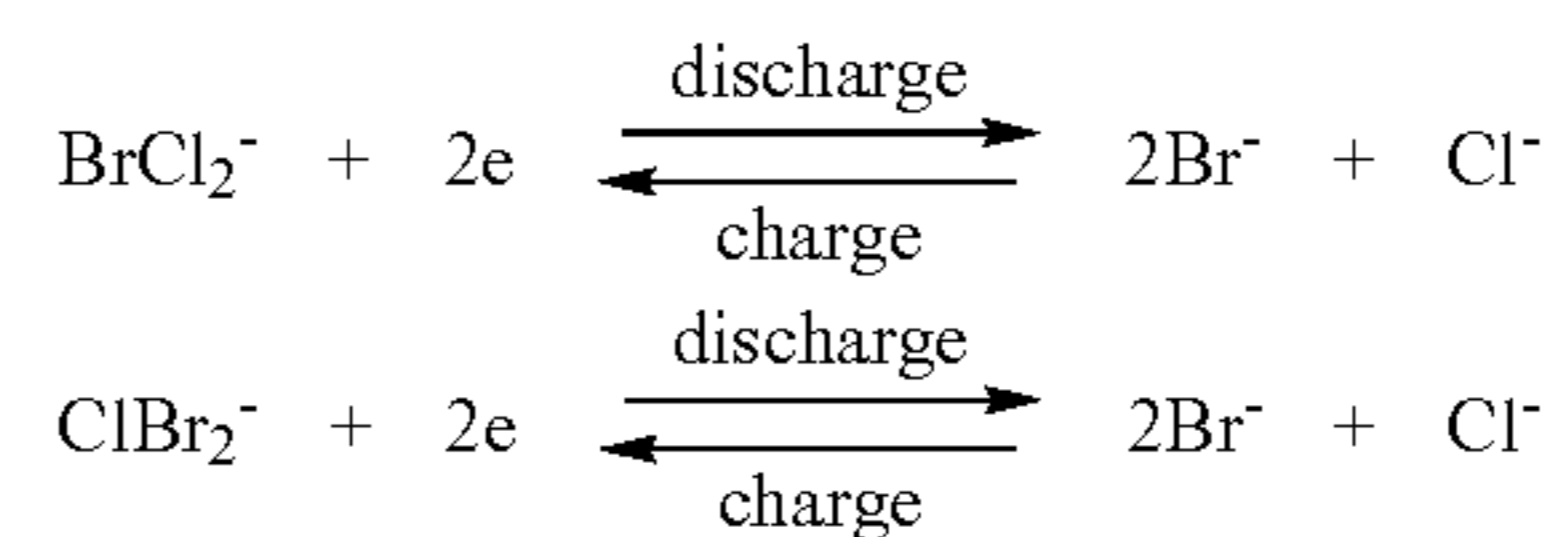 discharge
BrCl₂⁻ + 2e ⇄ 2Br⁻ + Cl⁻
charge
discharge
ClBr₂⁻ + 2e ⇄ 2Br⁻ + Cl⁻
charge